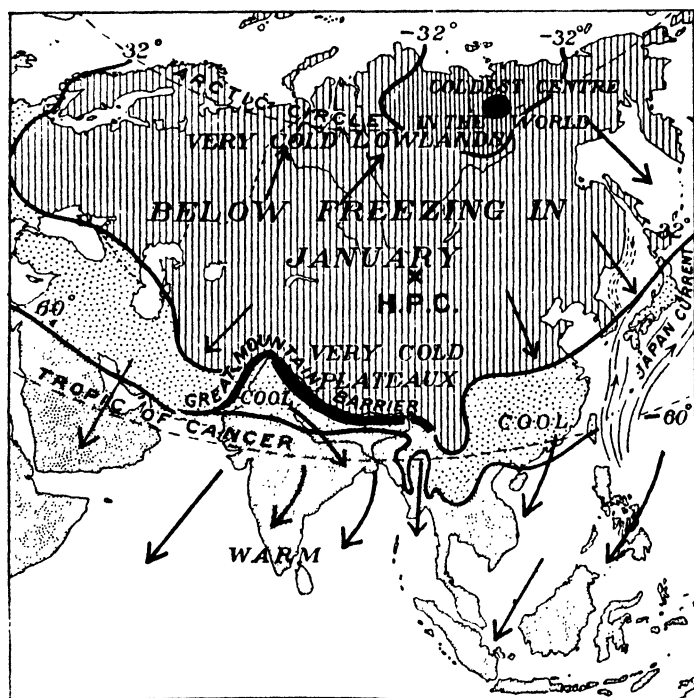 32°
-32°
-32°
ARCTIC CIRCLE
COLDEST CENTRE
IN THE WORLD
VERY COLD LOWLANDS
BELOW FREEZING IN
JANUARY
H.P.C.
32°
JAPAN CURRENT
60°
GREAT MOUNTAIN BARRIER
VERY COLD
PLATEAUX
COOL
TROPIC OF CANCER
COOL
60°
WARM